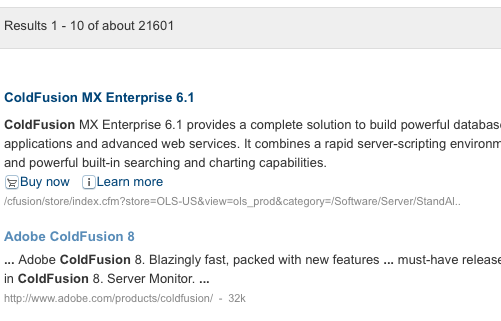 Results 1 - 10 of about 21601
ColdFusion MX Enterprise 6.1
ColdFusion MX Enterprise 6.1 provides a complete solution to build powerful database
applications and advanced web services. It combines a rapid server-scripting environm
and powerful built-in searching and charting capabilities.
Buy now Learn more
/cfusion/store/index.cfm?store=OLS-US&view=ols_prod&category=/Software/Server/StandAl..
Adobe ColdFusion 8
... Adobe ColdFusion 8. Blazingly fast, packed with new features ... must-have release
in ColdFusion 8. Server Monitor. ...
http://www.adobe.com/products/coldfusion/ - 32k